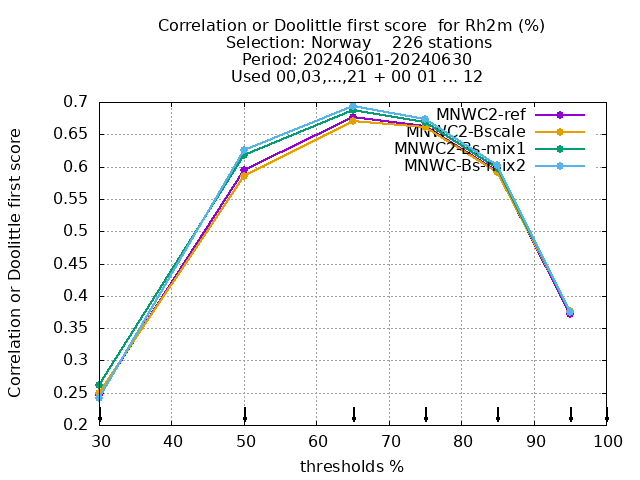 Correlation or Doolittle first score  for Rh2m (%)
Selection: Norway    226 stations
Period: 20240601-20240630
Used 00,03,...,21 + 00 01 ... 12
Correlation or Doolittle first score
0.7
0.65
0.6
0.55
0.5
0.45
0.4
0.35
0.3
0.25
0.2
MNWC2-ref
MNWC2-Bscale
MNWC2-Bs-mix1
MNWC-Bs-mix2
30 40 50 60 70 80 90 100
thresholds %